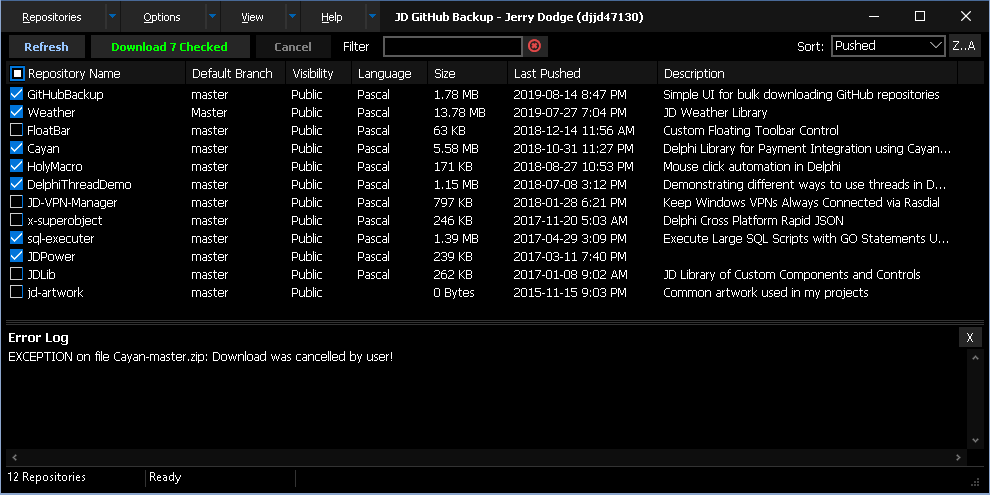 Repositories Options View Help JD GitHub Backup - Jerry Dodge (djjd47130)
Refresh Download 7 Checked Cancel Filter Sort: Pushed Z..A
Repository Name Default Branch Visibility Language Size Last Pushed Description
GitHubBackup master Public Pascal 1.78 MB 2019-08-14 8:47 PM Simple UI for bulk downloading GitHub repositories
Weather Master Public Pascal 13.78 MB 2019-07-27 7:04 PM JD Weather Library
FloatBar master Public Pascal 63 KB 2018-12-14 11:56 AM Custom Floating Toolbar Control
Cayan master Public Pascal 5.58 MB 2018-10-31 11:27 PM Delphi Library for Payment Integration using Cayan...
HolyMacro master Public Pascal 171 KB 2018-08-27 10:53 PM Mouse click automation in Delphi
DelphiThreadDemo master Public Pascal 1.15 MB 2018-07-08 3:12 PM Demonstrating different ways to use threads in D...
JD-VPN-Manager master Public Pascal 797 KB 2018-01-28 6:21 PM Keep Windows VPNs Always Connected via Rasdial
x-superobject master Public Pascal 246 KB 2017-11-20 5:03 AM Delphi Cross Platform Rapid JSON
sql-executer master Public Pascal 1.39 MB 2017-04-29 3:09 PM Execute Large SQL Scripts with GO Statements U...
JDPower master Public Pascal 239 KB 2017-03-11 7:40 PM
JDLib master Public Pascal 262 KB 2017-01-08 9:02 AM JD Library of Custom Components and Controls
jd-artwork master Public 0 Bytes 2015-11-15 9:03 PM Common artwork used in my projects
Error Log X
EXCEPTION on file Cayan-master.zip: Download was cancelled by user!
12 Repositories Ready